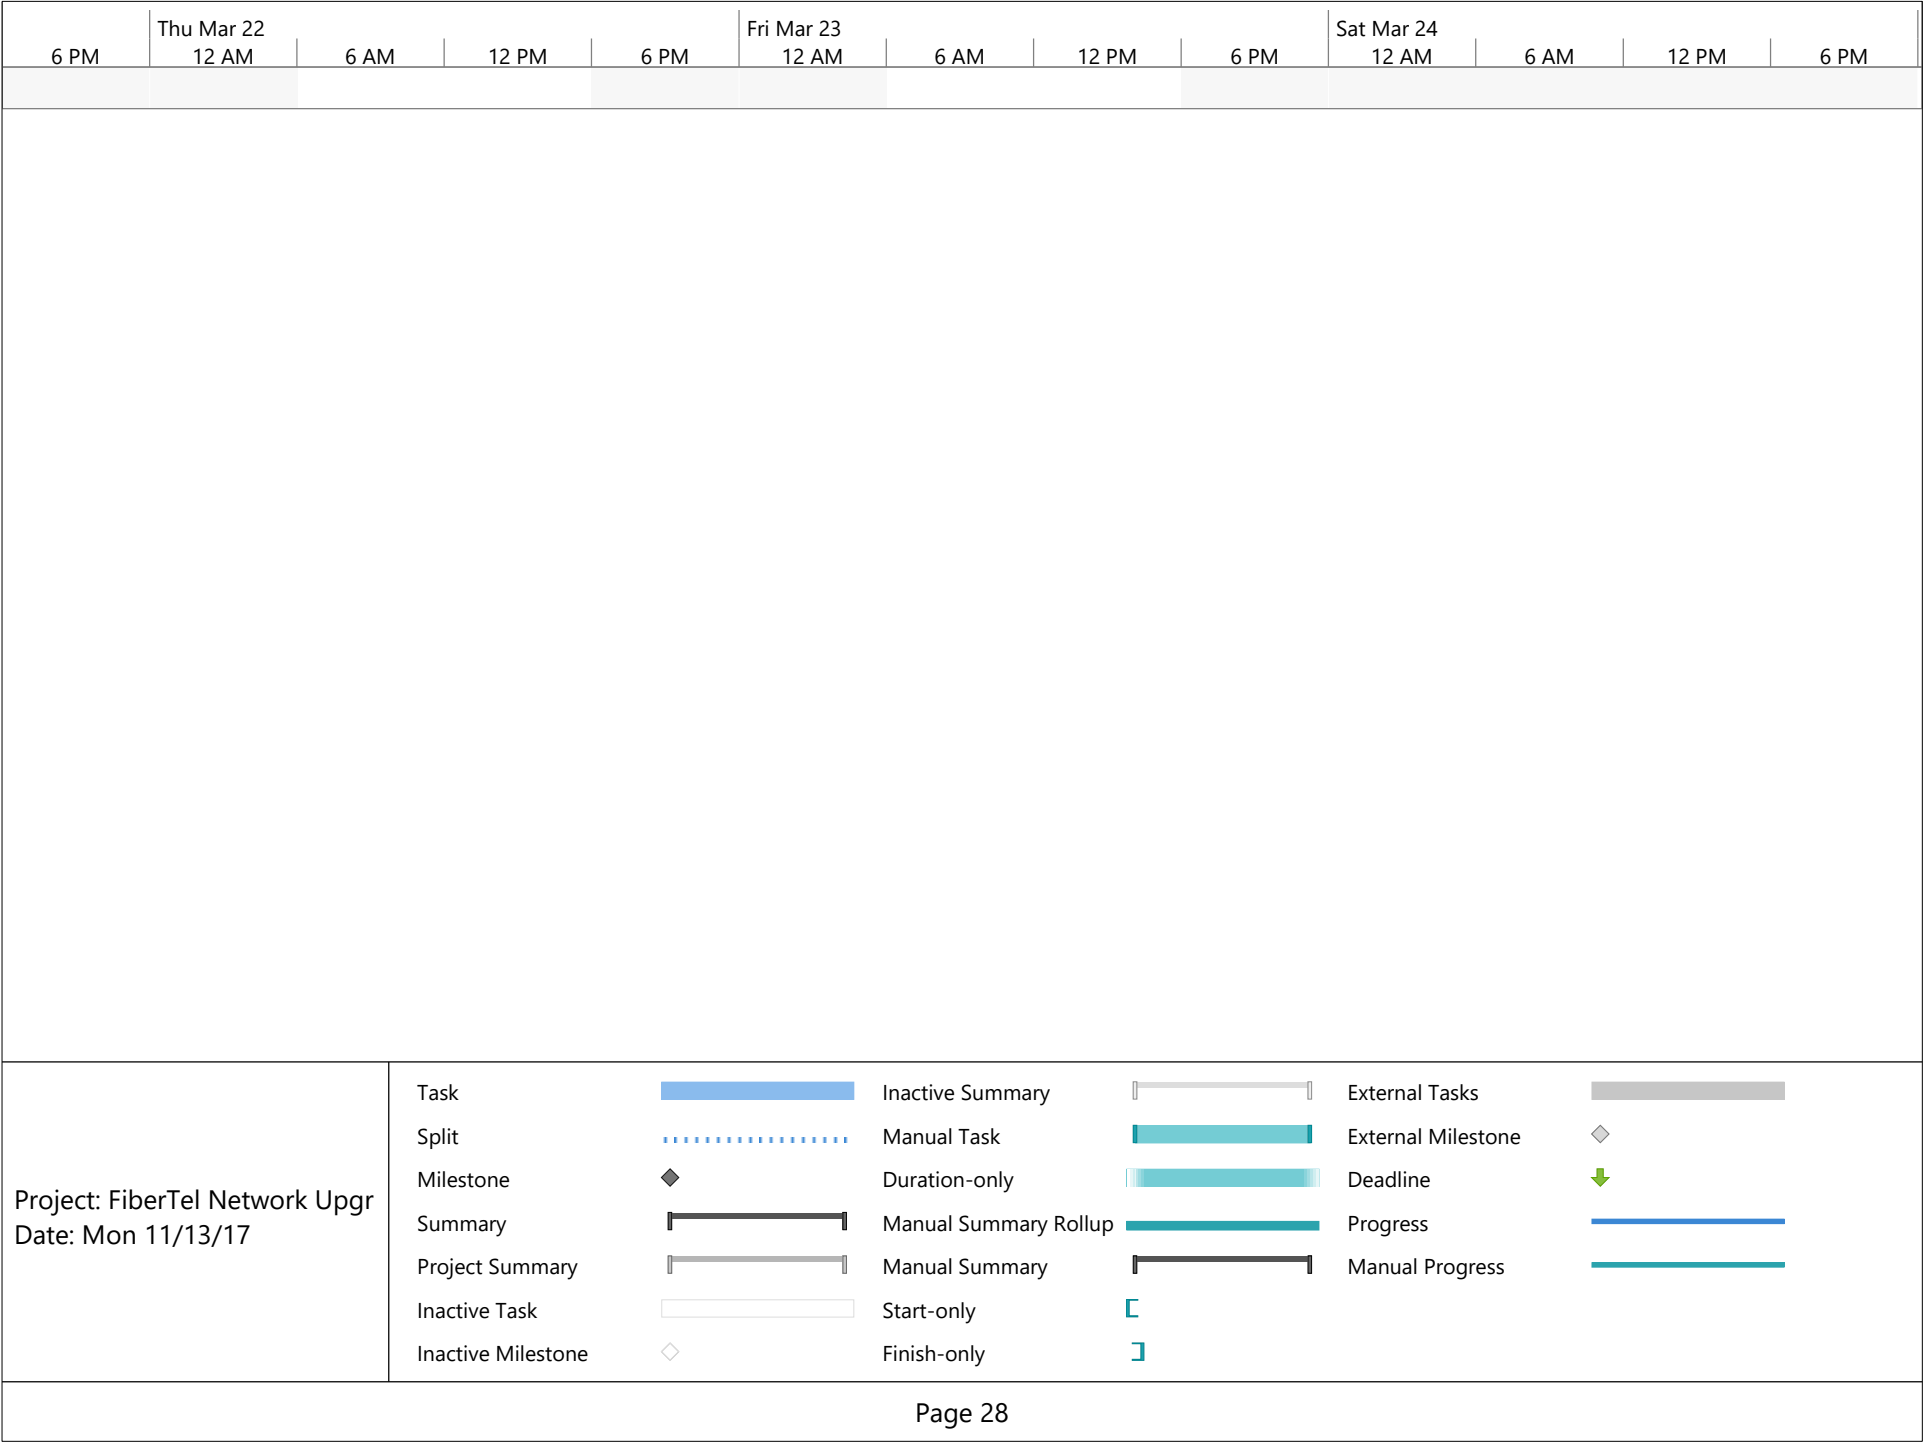 Thu Mar 22 Fri Mar 23 Sat Mar 24
6 PM 12 AM 6 AM 12 PM 6 PM 12 AM 6 AM 12 PM 6 PM 12 AM 6 AM 12 PM 6 PM
Project: FiberTel Network Upgr
Date: Mon 11/13/17
Task
Split
Milestone
Summary
Project Summary
Inactive Task
Inactive Milestone
Inactive Summary
Manual Task
Duration-only
Manual Summary Rollup
Manual Summary
Start-only
Finish-only
External Tasks
External Milestone
Deadline
Progress
Manual Progress
Page 28